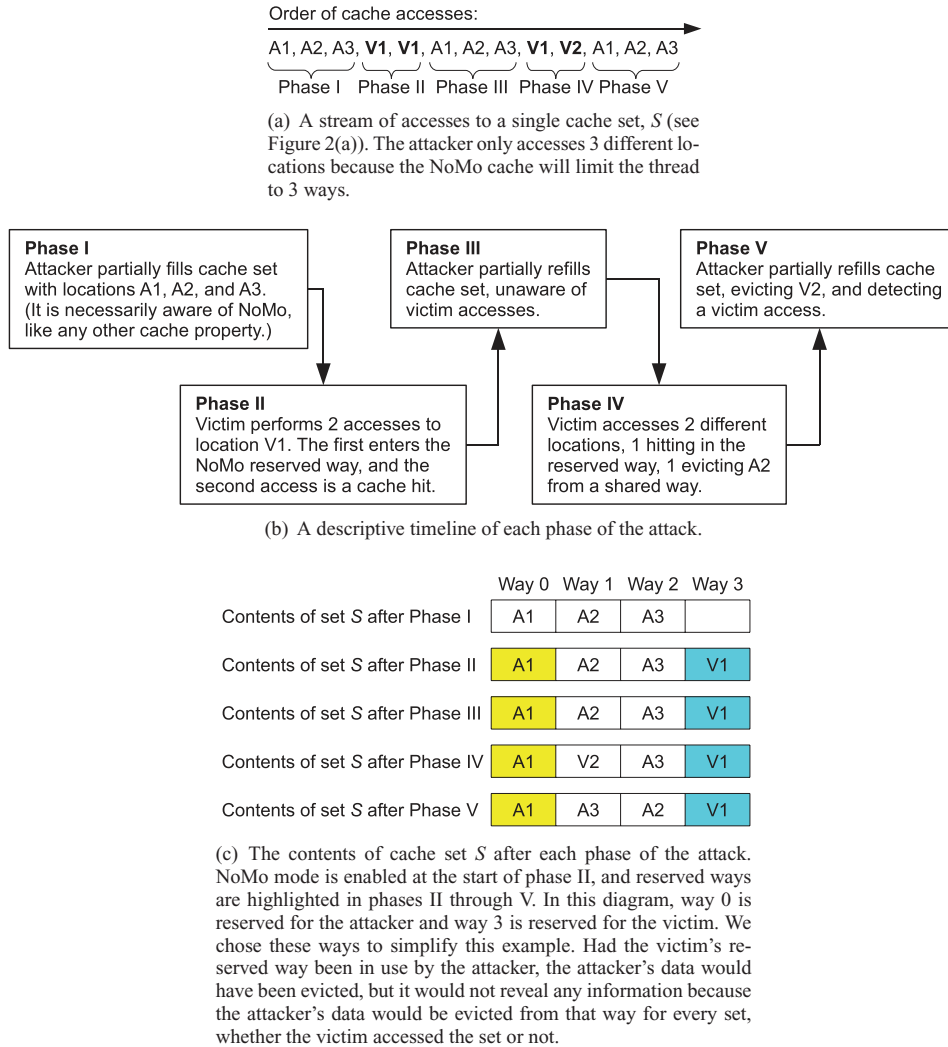 Order of cache accesses:
A1, A2, A3, V1, V1, A1, A2, A3, V1, V2, A1, A2, A3
Phase I Phase II Phase III Phase IV Phase V
(a) A stream of accesses to a single cache set, S (see
Figure 2(a)). The attacker only accesses 3 different lo-
cations because the NoMo cache will limit the thread
to 3 ways.
Phase I
Attacker partially fills cache set
with locations A1, A2, and A3.
(It is necessarily aware of NoMo,
like any other cache property.)
Phase II
Victim performs 2 accesses to
location V1. The first enters the
NoMo reserved way, and the
second access is a cache hit.
Phase III
Attacker partially refills
cache set, unaware of
victim accesses.
Phase IV
Victim accesses 2 different
locations, 1 hitting in the
reserved way, 1 evicting A2
from a shared way.
Phase V
Attacker partially refills cache
set, evicting V2, and detecting
a victim access.
(b) A descriptive timeline of each phase of the attack.
Way 0 Way 1 Way 2 Way 3
Contents of set S after Phase I A1 A2 A3
Contents of set S after Phase II A1 A2 A3 V1
Contents of set S after Phase III A1 A2 A3 V1
Contents of set S after Phase IV A1 V2 A3 V1
Contents of set S after Phase V A1 A3 A2 V1
(c) The contents of cache set S after each phase of the attack.
NoMo mode is enabled at the start of phase II, and reserved ways
are highlighted in phases II through V. In this diagram, way 0 is
reserved for the attacker and way 3 is reserved for the victim. We
chose these ways to simplify this example. Had the victim's re-
served way been in use by the attacker, the attacker's data would
have been evicted, but it would not reveal any information because
the attacker's data would be evicted from that way for every set,
whether the victim accessed the set or not.